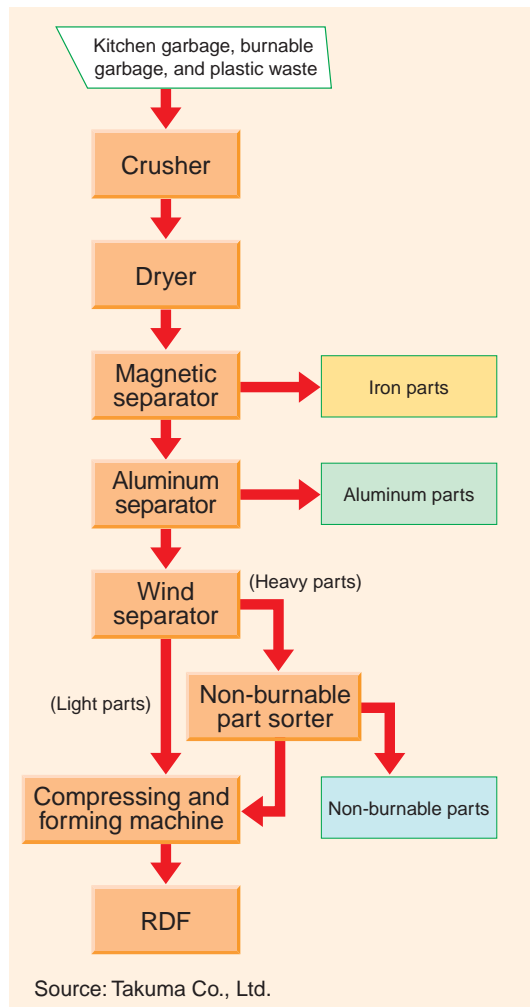 Kitchen garbage, burnable
garbage, and plastic waste
Crusher
Dryer
Magnetic
separator
Iron parts
Aluminum
separator
Aluminum parts
Wind
separator
(Heavy parts)
(Light parts)
Non-burnable
part sorter
Compressing and
forming machine
Non-burnable parts
RDF
Source: Takuma Co., Ltd.